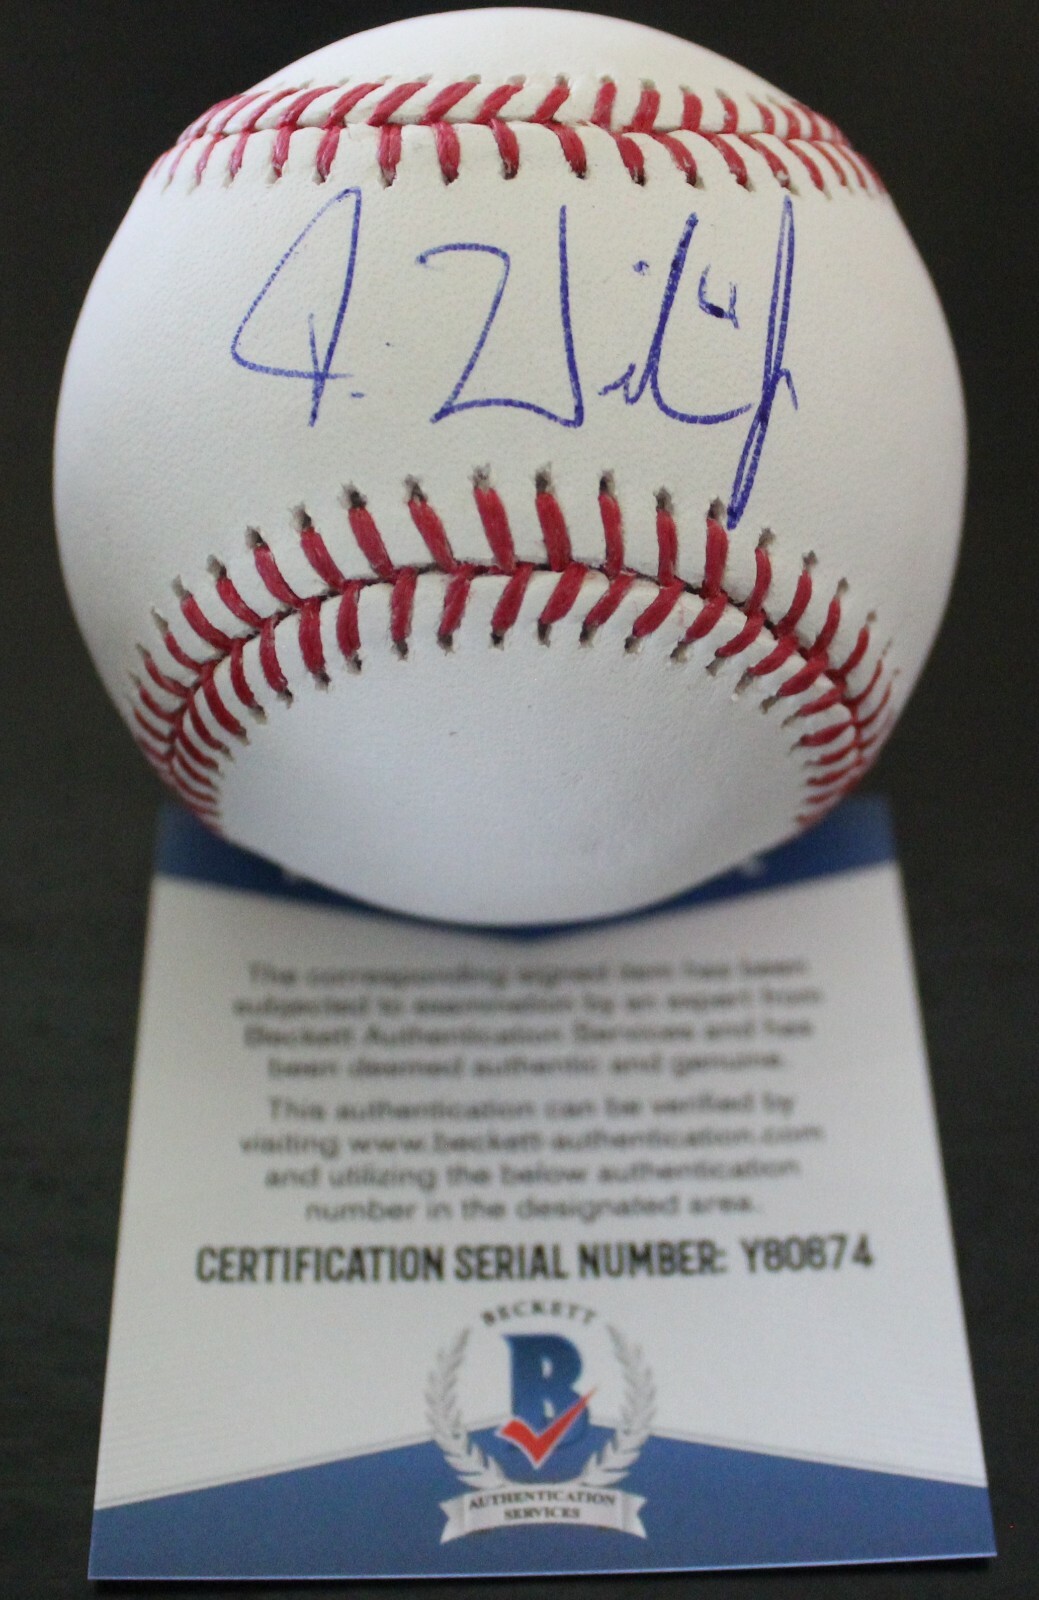 The corresponding signed item has been
subjected to examination by an expert from
Beckett Authentication Services and has
been deemed authentic and genuine.
This authentication can be verified by
visiting www.beckett-authentication.com
and utilizing the below authentication
number in the designated area.
CERTIFICATION SERIAL NUMBER: Y80874
BECKETT
B
AUTHENTICATION
SERVICES